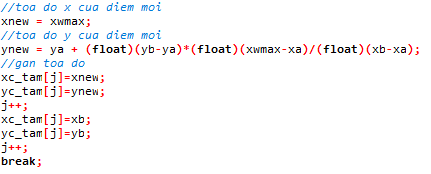 //toa do x cua diem moi
xnew = xwmax;
//toa do y cua diem moi
ynew = ya + (float)(yb-ya)*(float)(xwmax-xa)/(float)(xb-xa);
//gan toa do
xc_tam[j]=xnew;
yc_tam[j]=ynew;
j++;
xc_tam[j]=xb;
yc_tam[j]=yb;
j++;
break;